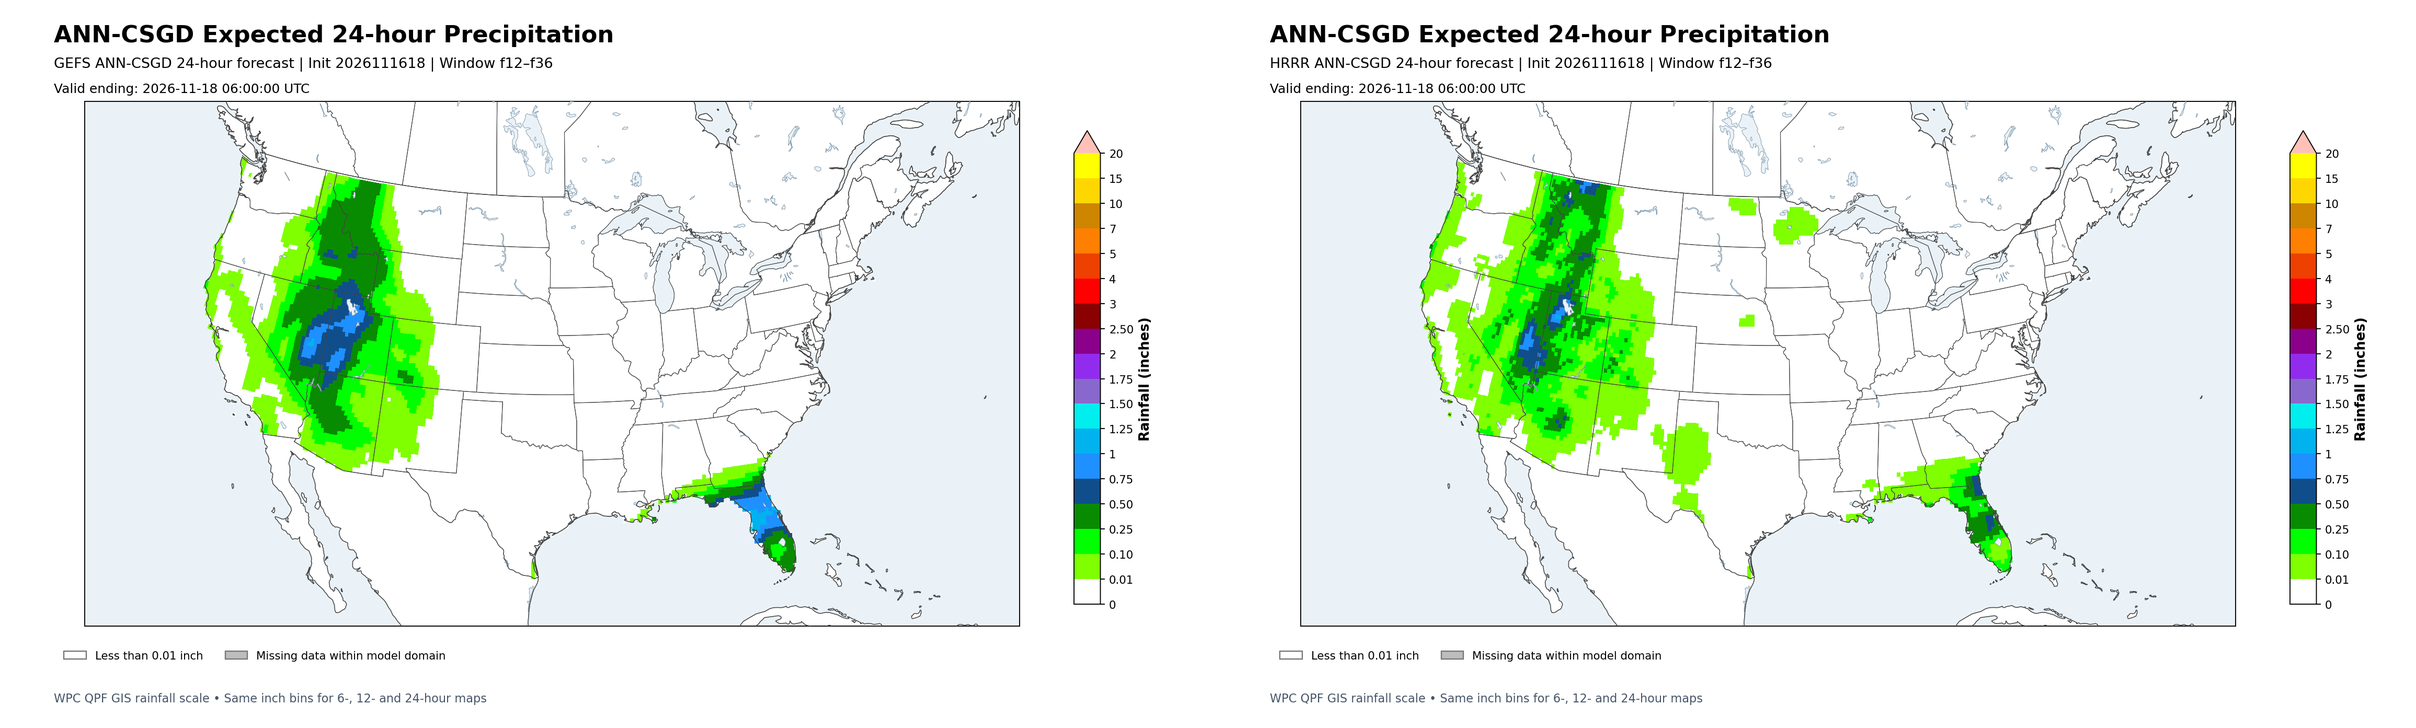 ANN-CSGD Expected 24-hour Precipitation
GEFS ANN-CSGD 24-hour forecast | Init 2026111618 | Window f12–f36
Valid ending: 2026-11-18 06:00:00 UTC
20
15
10
7
5
4
3
2.50
2
1.75
1.50
1.25
1
0.75
0.50
0.25
0.10
0.01
0
Rainfall (inches)
Less than 0.01 inch
Missing data within model domain
WPC QPF GIS rainfall scale • Same inch bins for 6-, 12- and 24-hour maps
ANN-CSGD Expected 24-hour Precipitation
HRRR ANN-CSGD 24-hour forecast | Init 2026111618 | Window f12–f36
Valid ending: 2026-11-18 06:00:00 UTC
20
15
10
7
5
4
3
2.50
2
1.75
1.50
1.25
1
0.75
0.50
0.25
0.10
0.01
0
Rainfall (inches)
Less than 0.01 inch
Missing data within model domain
WPC QPF GIS rainfall scale • Same inch bins for 6-, 12- and 24-hour maps